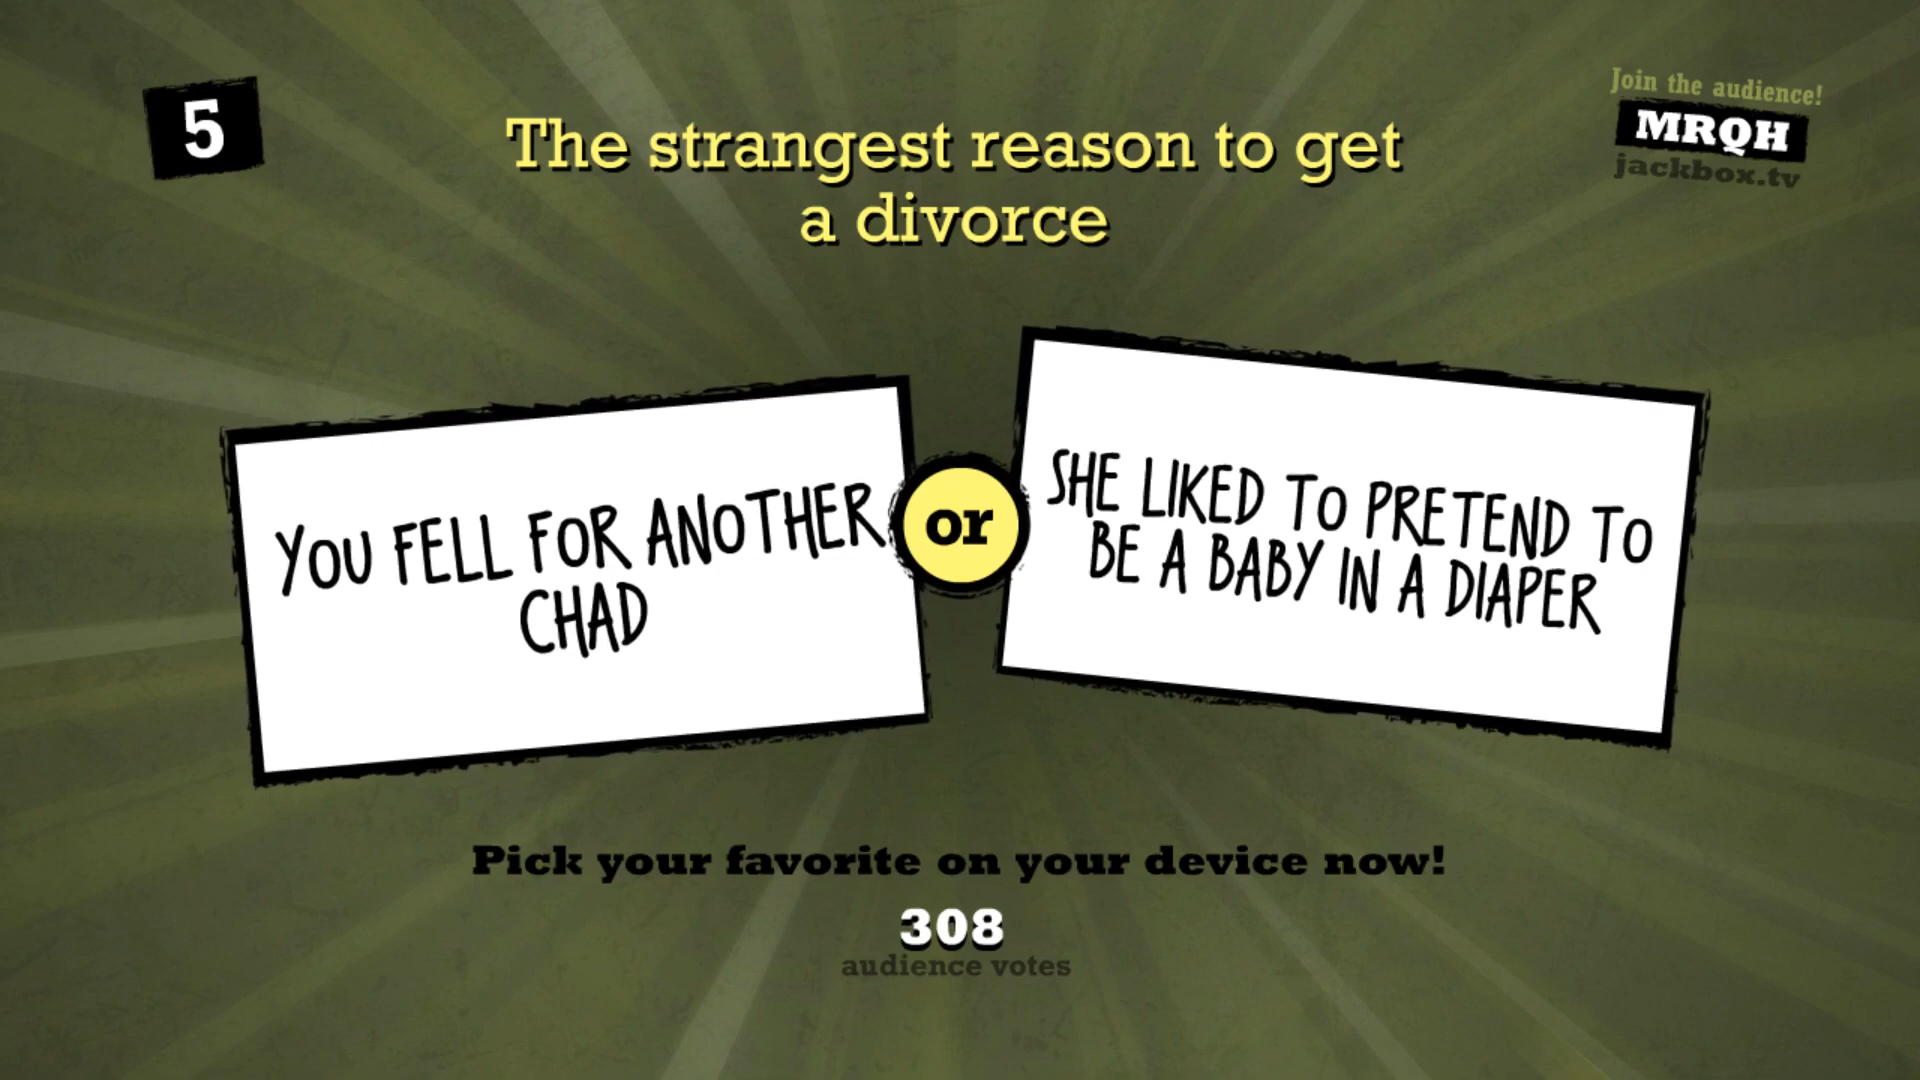 5
The strangest reason to get
a divorce
Join the audience!
MRQH
jackbox.tv
YOU FELL FOR ANOTHER
CHAD
or
SHE LIKED TO PRETEND TO
BE A BABY IN A DIAPER
Pick your favorite on your device now!
308
audience votes